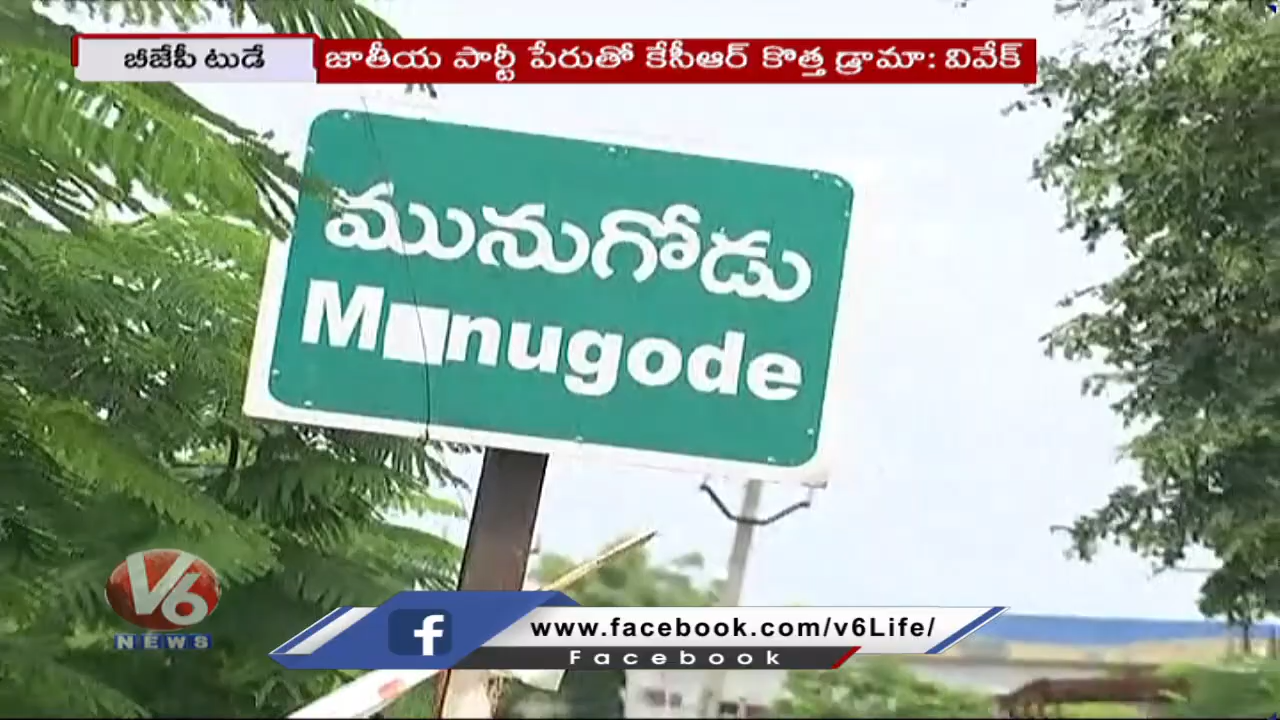 బీజేపీ టుడే
జాతీయ పార్టీ పేరుతో కేసీఆర్ కొత్త డ్రామా: వివేక్
మునుగోడు
M nugode
V6
NEWS
www.facebook.com/v6Life/
Facebook